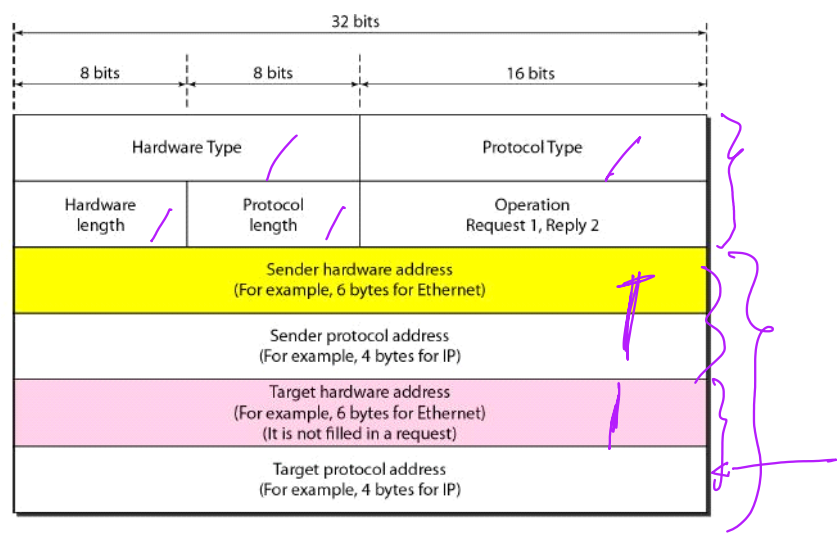 32 bits
8 bits 8 bits 16 bits
Hardware Type Protocol Type
Hardware length Protocol length Operation
Request 1, Reply 2
Sender hardware address
(For example, 6 bytes for Ethernet)
Sender protocol address
(For example, 4 bytes for IP)
Target hardware address
(For example, 6 bytes for Ethernet)
(It is not filled in a request)
Target protocol address
(For example, 4 bytes for IP)